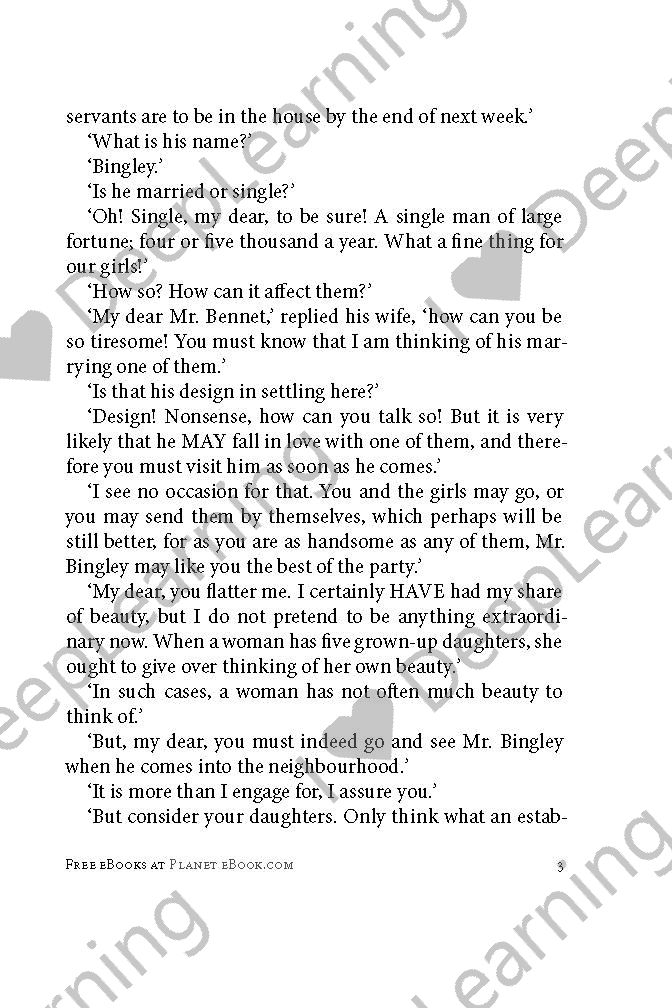 servants are to be in the house by the end of next week.’
‘What is his name?’
‘Bingley.’
‘Is he married or single?’
‘Oh! Single, my dear, to be sure! A single man of large
fortune; four or five thousand a year. What a fine thing for
our girls!’
‘How so? How can it affect them?’
‘My dear Mr. Bennet,’ replied his wife, ‘how can you be
so tiresome! You must know that I am thinking of his mar-
rying one of them.’
‘Is that his design in settling here?’
‘Design! Nonsense, how can you talk so! But it is very
likely that he MAY fall in love with one of them, and there-
fore you must visit him as soon as he comes.’
‘I see no occasion for that. You and the girls may go, or
you may send them by themselves, which perhaps will be
still better, for as you are as handsome as any of them, Mr.
Bingley may like you the best of the party.’
‘My dear, you flatter me. I certainly HAVE had my share
of beauty, but I do not pretend to be anything extraordi-
nary now. When a woman has five grown-up daughters, she
ought to give over thinking of her own beauty.’
‘In such cases, a woman has not often much beauty to
think of.’
‘But, my dear, you must indeed go and see Mr. Bingley
when he comes into the neighbourhood.’
‘It is more than I engage for, I assure you.’
‘But consider your daughters. Only think what an estab-
Free eBooks at Planet eBook.com 3
DeepLearning
I ♥ DeepLearning
DeepLearning
I ♥ DeepLearning
DeepLearning